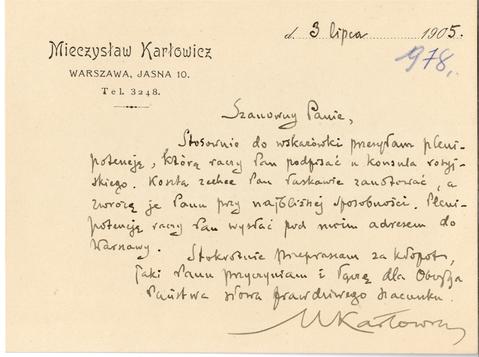 Mieczysław Karłowicz
WARSZAWA, JASNA 10.
Tel. 3248.
d. 3 lipca 1905.
978,
Szanowny Panie,
Stosownie do wskazówki przesyłam pleni-
potencję, którą raczy Pan podpisać u konsula rosyj-
skiego. Koszta zechce Pan łaskawie zanotować, a
zwrócę je Panu przy najbliższej sposobności. Pleni-
potencję raczy Pan wysłać pod moim adresem do
Warszawy.
Stokrotnie przepraszam za kłopot,
jaki Panu przyczyniam i łączę dla Obojga
Państwa słowa prawdziwego szacunku.
MKarłowicz